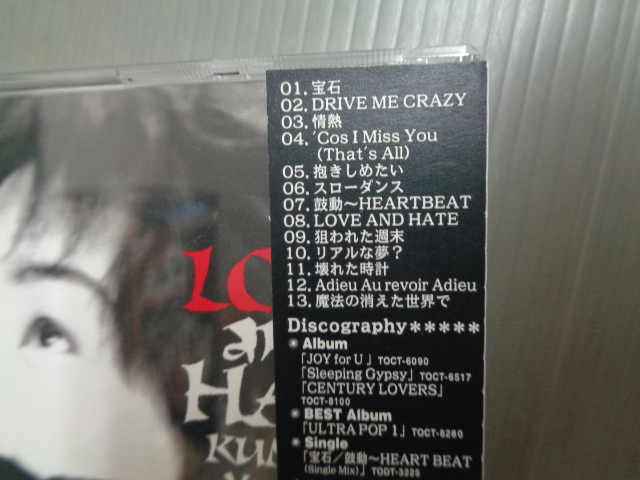 01.宝石
02.DRIVE ME CRAZY
03.情熱
04.'Cos I Miss You
(That's All)
05.抱きしめたい
06.スローダンス
07.鼓動〜HEARTBEAT
08.LOVE AND HATE
09.狙われた週末
10.リアルな夢?
11.壊れた時計
12.Adieu Au revoir Adieu
13.魔法の消えた世界で
Discography*****
Album
「JOY for U」TOCT-6090
「Sleeping Gypsy」TOCT-6517
「CENTURY LOVERS」
TOCT-8100
BEST Album
「ULTRA POP 1」TOCT-8280
Single
「宝石/鼓動〜HEART BEAT
(Single Mix)」TODT-3225
LO
an
HA
KUM